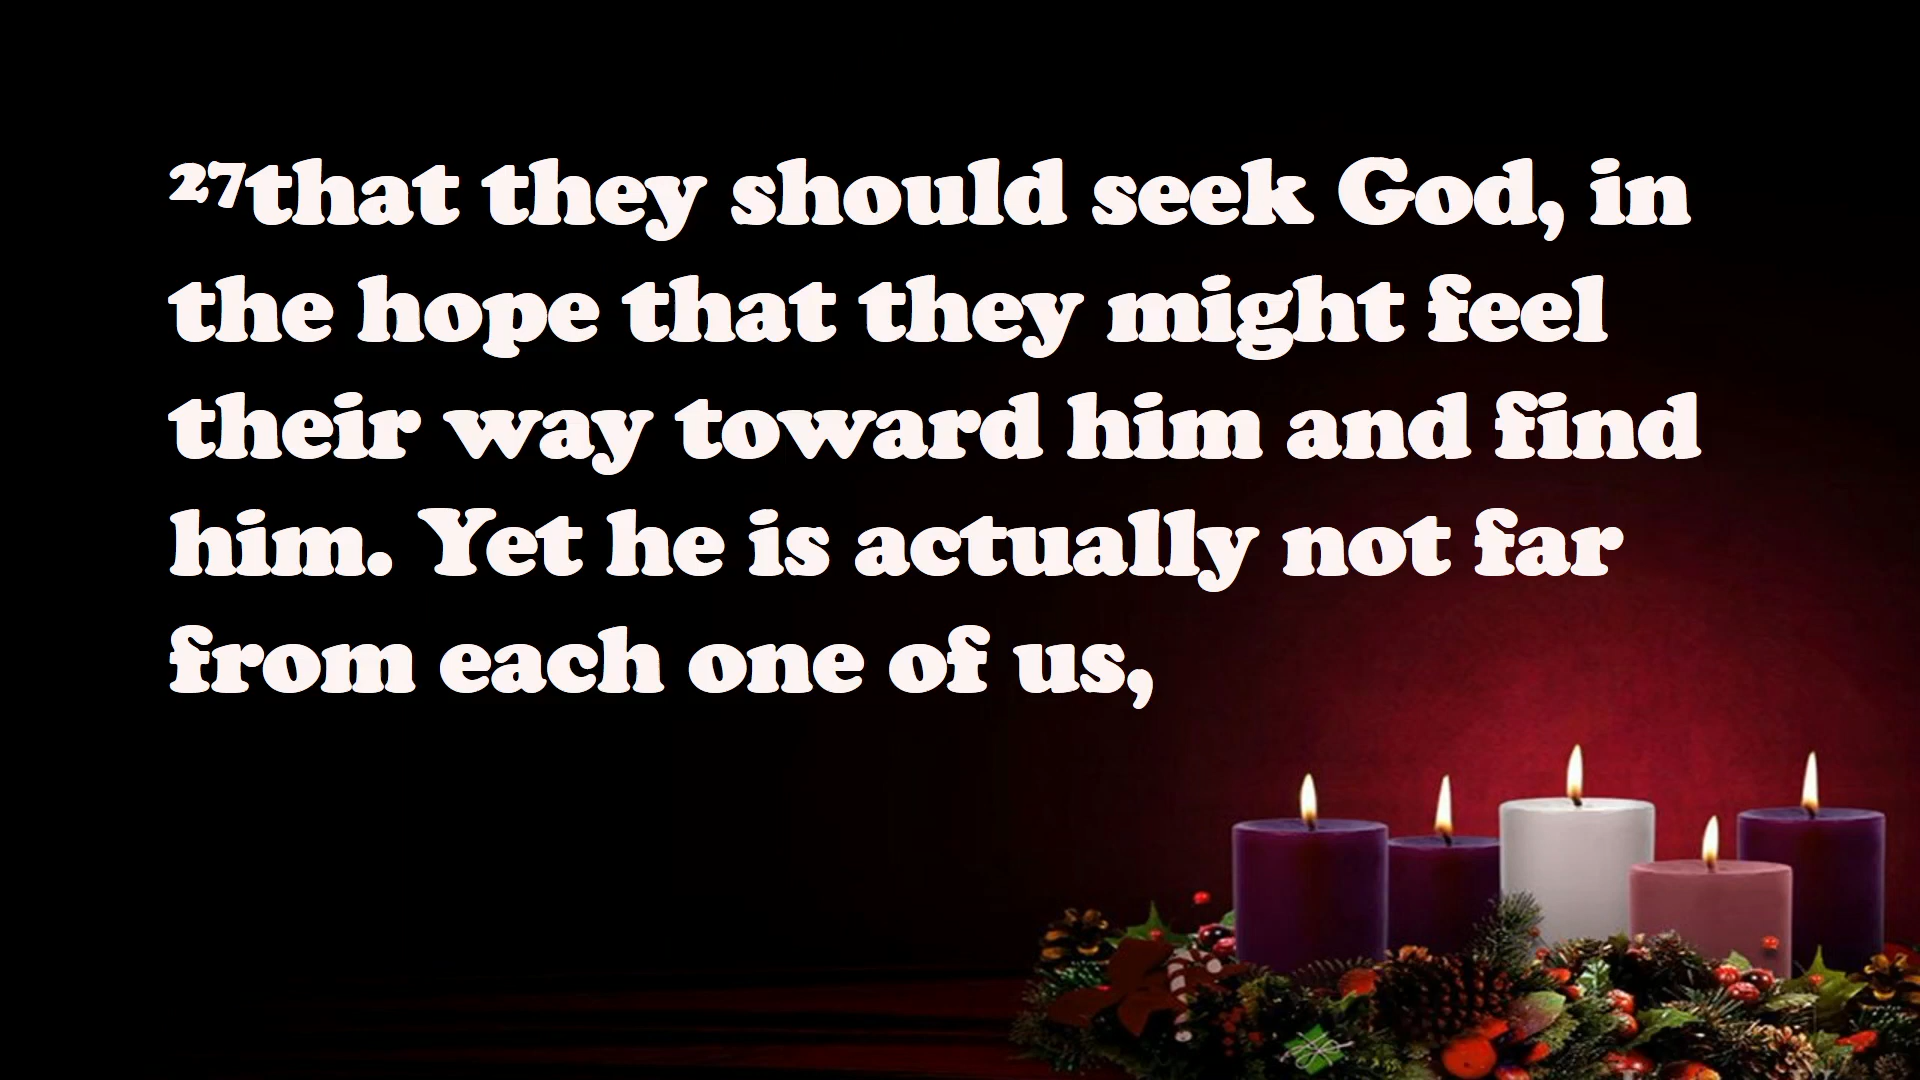 ²⁷that they should seek God, in
the hope that they might feel
their way toward him and find
him. Yet he is actually not far
from each one of us,